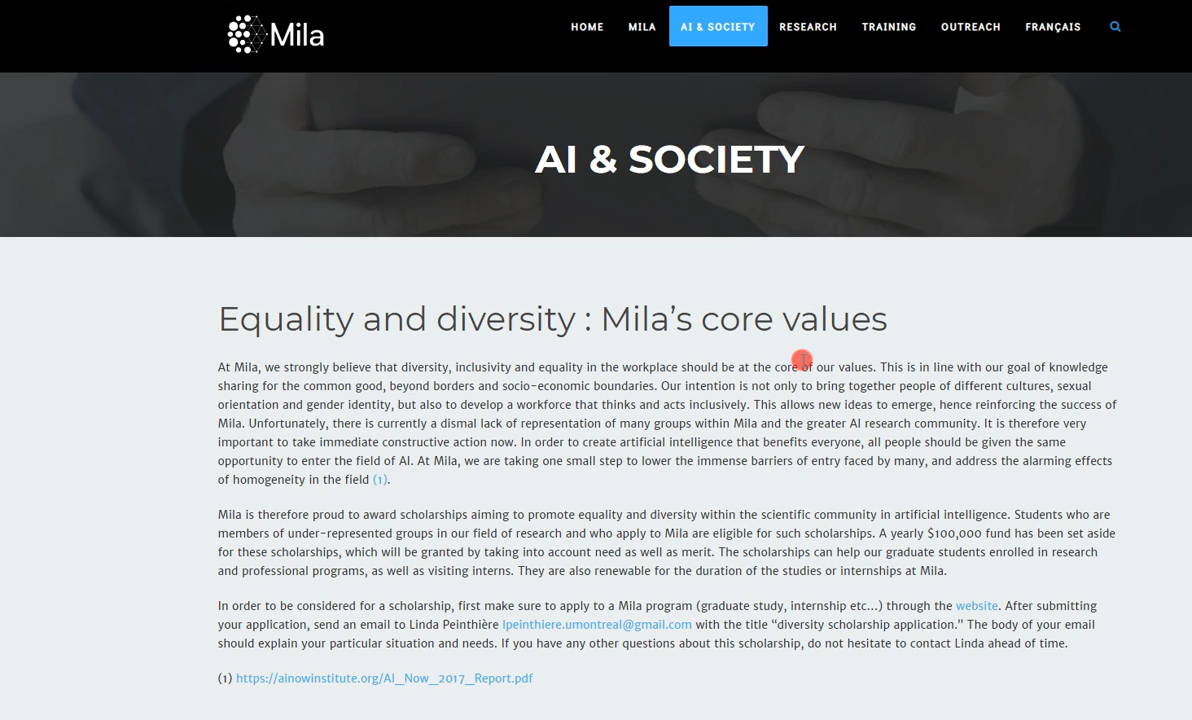 Mila
HOME MILA AI & SOCIETY RESEARCH TRAINING OUTREACH FRANÇAIS
AI & SOCIETY
Equality and diversity : Mila's core values
At Mila, we strongly believe that diversity, inclusivity and equality in the workplace should be at the core of our values. This is in line with our goal of knowledge
sharing for the common good, beyond borders and socio-economic boundaries. Our intention is not only to bring together people of different cultures, sexual
orientation and gender identity, but also to develop a workforce that thinks and acts inclusively. This allows new ideas to emerge, hence reinforcing the success of
Mila. Unfortunately, there is currently a dismal lack of representation of many groups within Mila and the greater AI research community. It is therefore very
important to take immediate constructive action now. In order to create artificial intelligence that benefits everyone, all people should be given the same
opportunity to enter the field of AI. At Mila, we are taking one small step to lower the immense barriers of entry faced by many, and address the alarming effects
of homogeneity in the field (1).
Mila is therefore proud to award scholarships aiming to promote equality and diversity within the scientific community in artificial intelligence. Students who are
members of under-represented groups in our field of research and who apply to Mila are eligible for such scholarships. A yearly $100,000 fund has been set aside
for these scholarships, which will be granted by taking into account need as well as merit. The scholarships can help our graduate students enrolled in research
and professional programs, as well as visiting interns. They are also renewable for the duration of the studies or internships at Mila.
In order to be considered for a scholarship, first make sure to apply to a Mila program (graduate study, internship etc...) through the website. After submitting
your application, send an email to Linda Peinthière lpeinthiere.umontreal@gmail.com with the title “diversity scholarship application.” The body of your email
should explain your particular situation and needs. If you have any other questions about this scholarship, do not hesitate to contact Linda ahead of time.
(1) https://ainowinstitute.org/AI_Now_2017_Report.pdf